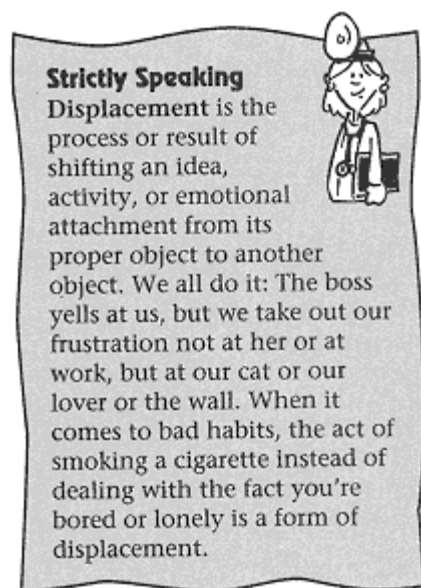 Strictly Speaking
Displacement is the
process or result of
shifting an idea,
activity, or emotional
attachment from its
proper object to another
object. We all do it: The boss
yells at us, but we take out our
frustration not at her or at
work, but at our cat or our
lover or the wall. When it
comes to bad habits, the act of
smoking a cigarette instead of
dealing with the fact you're
bored or lonely is a form of
displacement.